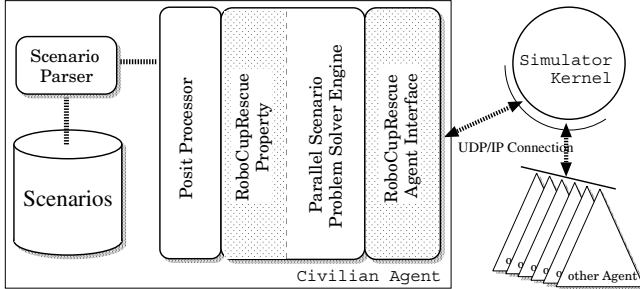 Scenario
Parser
Scenarios
Posit Processor
RoboCupRescue
Property
Parallel Scenario
Problem Solver Engine
RoboCupRescue
Agent Interface
Civilian Agent
Simulator
Kernel
UDP/IP Connection
o
o
o
o
o
other Agent